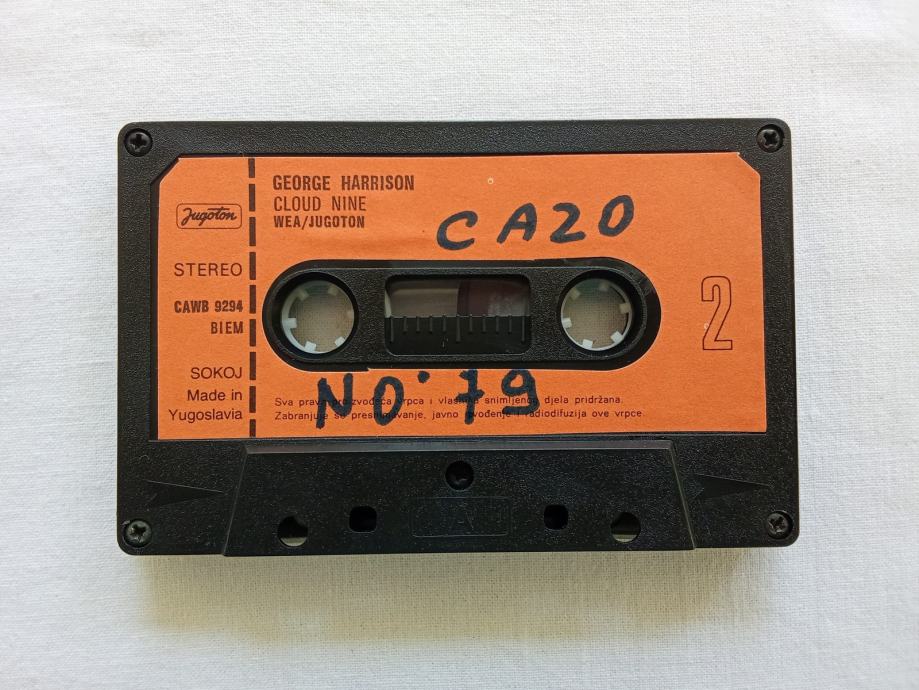 GEORGE HARRISON
CLOUD NINE
WEA/JUGOTON
CA20
Jugoton
STEREO
CAWB 9294
BIEM
SOKOJ
Made in
Yugoslavia
2
NO. 79
Sva prava proizvođača vrpca i vlasnika snimljenog djela pridržana.
Zabranjuje se presnimavanje, javno izvođenje i radiodifuzija ove vrpce.